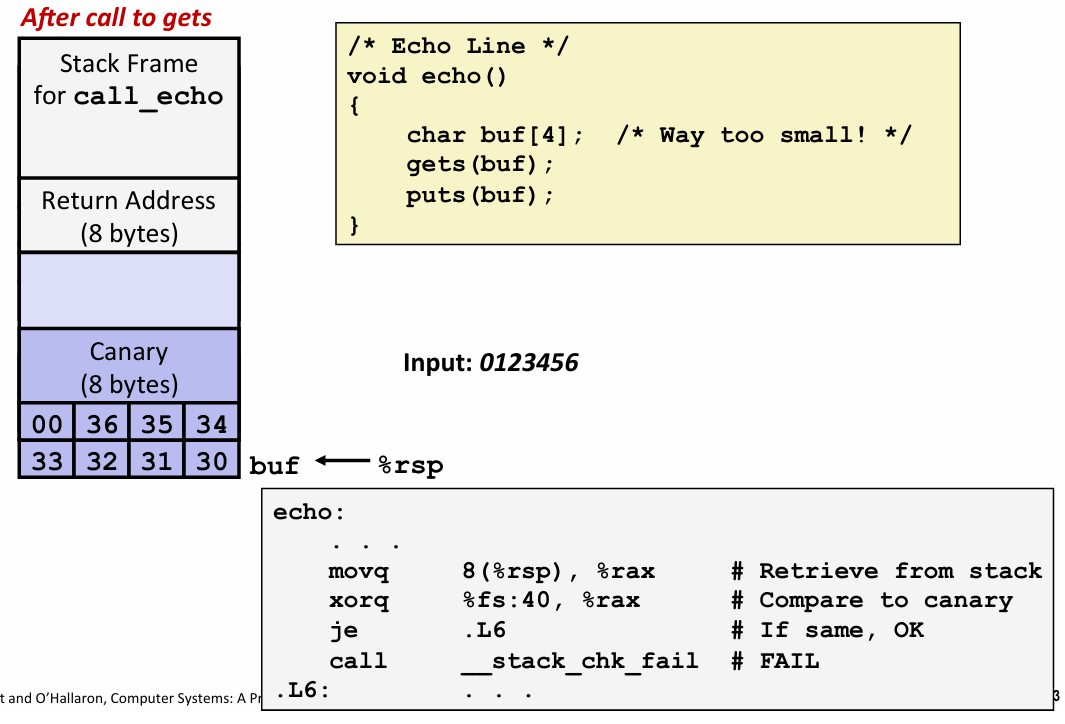 After call to gets
Stack Frame
for call_echo
Return Address
(8 bytes)
Canary
(8 bytes)
00 36 35 34
33 32 31 30
buf
%rsp
/* Echo Line */
void echo()
{
    char buf[4];  /* Way too small! */
    gets(buf);
    puts(buf);
}
Input: 0123456
echo:
    . . .
    movq     8(%rsp), %rax     # Retrieve from stack
    xorq     %fs:40, %rax      # Compare to canary
    je       .L6               # If same, OK
    call     __stack_chk_fail  # FAIL
.L6:         . . .
t and O’Hallaron, Computer Systems: A
3